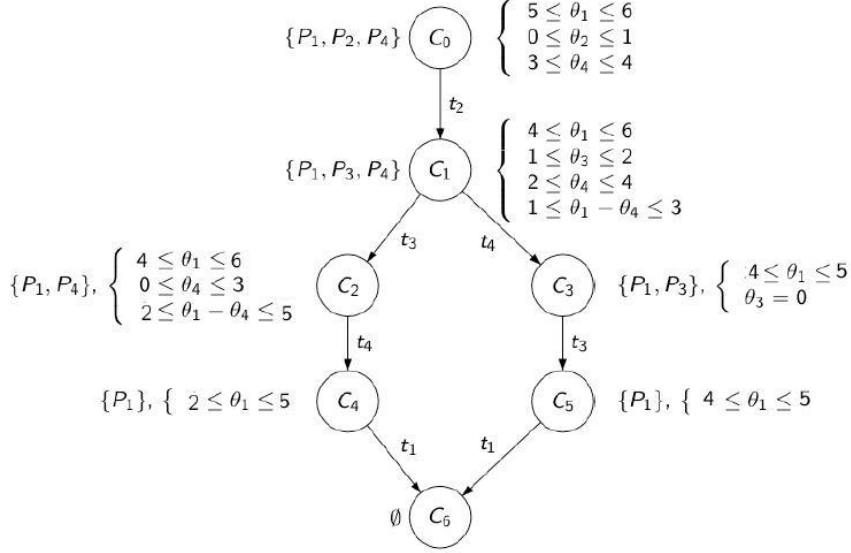 {P₁, P₂, P₄} C₀ { 5 ≤ θ₁ ≤ 6
0 ≤ θ₂ ≤ 1
3 ≤ θ₄ ≤ 4
t₂
{P₁, P₃, P₄} C₁ { 4 ≤ θ₁ ≤ 6
1 ≤ θ₃ ≤ 2
2 ≤ θ₄ ≤ 4
1 ≤ θ₁ − θ₄ ≤ 3
t₃ t₄
{P₁, P₄}, { 4 ≤ θ₁ ≤ 6
0 ≤ θ₄ ≤ 3
2 ≤ θ₁ − θ₄ ≤ 5
C₂ C₃ {P₁, P₃}, { 4 ≤ θ₁ ≤ 5
θ₃ = 0
t₄ t₃
{P₁}, { 2 ≤ θ₁ ≤ 5 C₄ C₅ {P₁}, { 4 ≤ θ₁ ≤ 5
t₁ t₁
∅ C₆